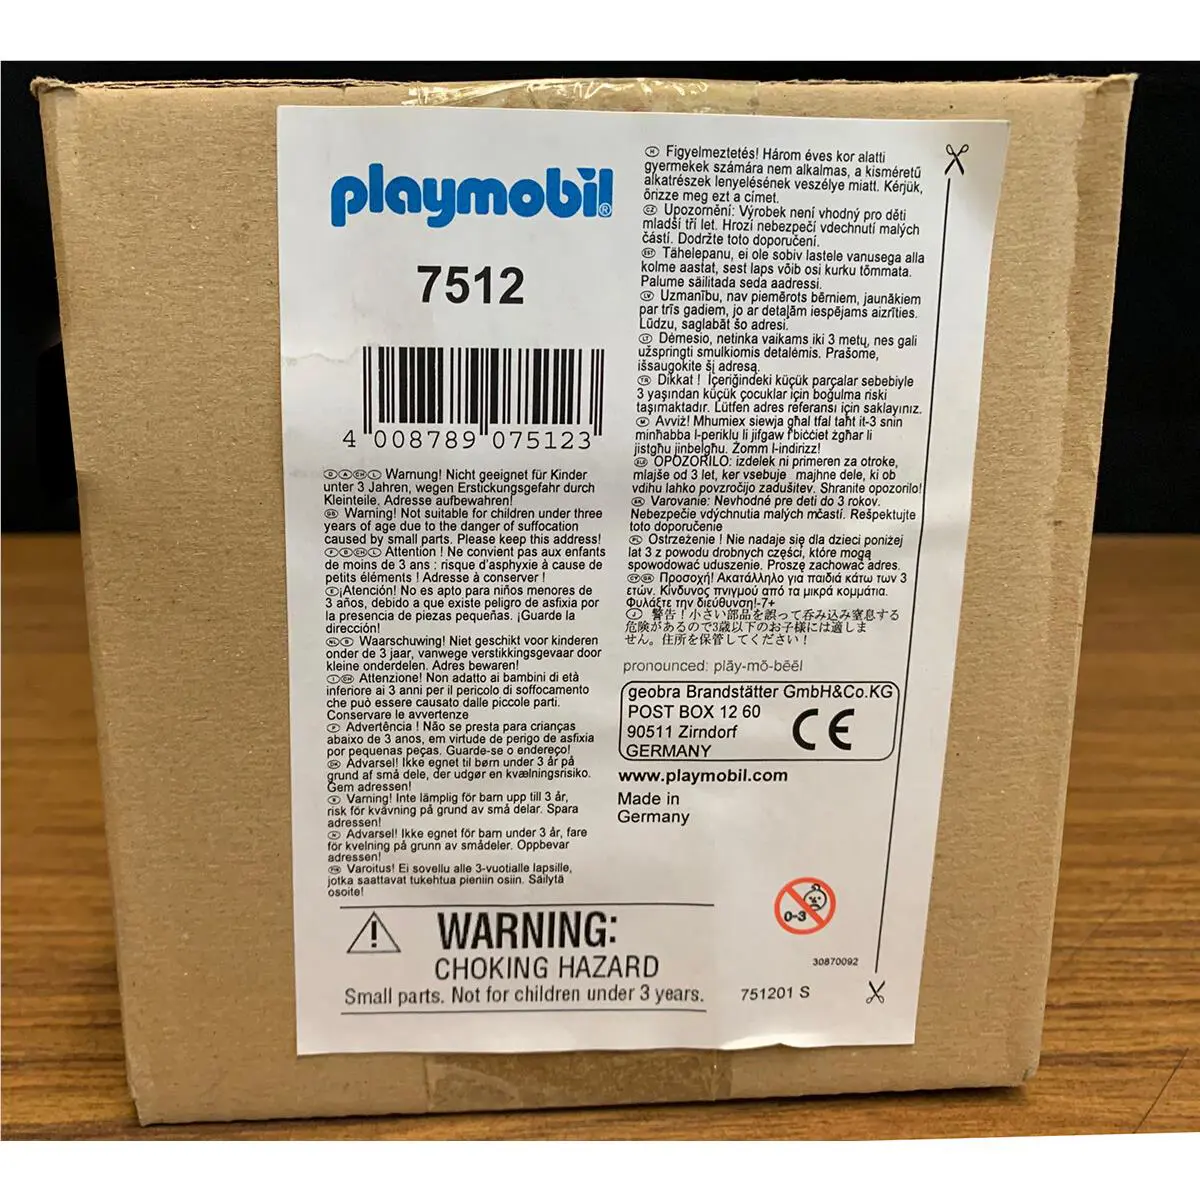 playmobil®
7512
4 008789 075123
D A CH L Warnung! Nicht geeignet für Kinder
unter 3 Jahren, wegen Erstickungsgefahr durch
Kleinteile. Adresse aufbewahren!
GB Warning! Not suitable for children under three
years of age due to the danger of suffocation
caused by small parts. Please keep this address!
F B CH L Attention ! Ne convient pas aux enfants
de moins de 3 ans : risque d'asphyxie à cause de
petits éléments ! Adresse à conserver !
E ¡Atención! No es apto para niños menores de
3 años, debido a que existe peligro de asfixia por
la presencia de piezas pequeñas. ¡Guarde la
dirección!
NL B Waarschuwing! Niet geschikt voor kinderen
onder de 3 jaar, vanwege verstikkingsgevaar door
kleine onderdelen. Adres bewaren!
I CH Attenzione! Non adatto ai bambini di età
inferiore ai 3 anni per il pericolo di soffocamento
che può essere causato dalle piccole parti.
Conservare le avvertenze
P Advertência ! Não se presta para crianças
abaixo de 3 anos, em virtude de perigo de asfixia
por pequenas peças. Guarde-se o endereço!
DK Advarsel! Ikke egnet til børn under 3 år på
grund af små dele, der udgør en kvælningsrisiko.
Gem adressen!
S Varning! Inte lämplig för barn upp till 3 år,
risk för kvävning på grund av små delar. Spara
adressen!
N Advarsel! Ikke egnet för barn under 3 år, fare
för kvelning på grunn av smådeler. Oppbevar
adressen!
FIN Varoitus! Ei sovellu alle 3-vuotialle lapsille,
jotka saattavat tukehtua pieniin osiin. Säilytä
osoite!
H Figyelmeztetés! Három éves kor alatti
gyermekek számára nem alkalmas, a kisméretű
alkatrészek lenyelésének veszélye miatt. Kérjük,
őrizze meg ezt a címet.
CZ Upozornění: Výrobek není vhodný pro děti
mladší tří let. Hrozí nebezpečí vdechnutí malých
částí. Dodržte toto doporučení.
EST Tähelepanu, ei ole sobiv lastele vanusega alla
kolme aastat, sest laps võib osi kurku tõmmata.
Palume säilitada seda aadressi.
LV Uzmanību, nav piemērots bērniem, jaunākiem
par trīs gadiem, jo ar detaļām iespējams aizrīties.
Lūdzu, saglabāt šo adresi.
LT Dėmesio, netinka vaikams iki 3 metų, nes gali
užspringti smulkiomis detalėmis. Prašome,
išsaugokite šį adresą.
TR Dikkat ! İçeriğindeki küçük parçalar sebebiyle
3 yaşından küçük çocuklar için boğulma riski
taşımaktadır. Lütfen adres referansı için saklayınız.
M Avviż! Mhumiex siewja għal tfal taħt it-3 snin
minħabba l-periklu li jifgaw f'biċċiet żgħar li
jistgħu jinbelgħu. Żomm l-indirizz!
SLO OPOZORILO: izdelek ni primeren za otroke,
mlajše od 3 let, ker vsebuje majhne dele, ki ob
vdihu lahko povzročijo zadušitev. Shranite opozorilo!
SK Varovanie: Nevhodné pre deti do 3 rokov.
Nebezpečie vdýchnutia malých mčastí. Rešpektujte
toto doporučenie
PL Ostrzeżenie ! Nie nadaje się dla dzieci poniżej
lat 3 z powodu drobnych części, które mogą
spowodować uduszenie. Proszę zachować adres.
CY GR Προσοχή! Ακατάλληλο για παιδιά κάτω των 3
ετών. Κίνδυνος πνιγμού από τα μικρά κομμάτια.
Φυλάξτε την διεύθυνση!-7+
J 警告！小さい部品を誤って呑み込み窒息する
危険があるので3歳以下のお子様には適しま
せん。住所を保管してください！
pronounced: plāy-mō-bēēl
geobra Brandstätter GmbH&Co.KG
POST BOX 12 60
90511 Zirndorf
GERMANY
CE
www.playmobil.com
Made in
Germany
0-3
30870092
WARNING:
CHOKING HAZARD
Small parts. Not for children under 3 years.
751201 S